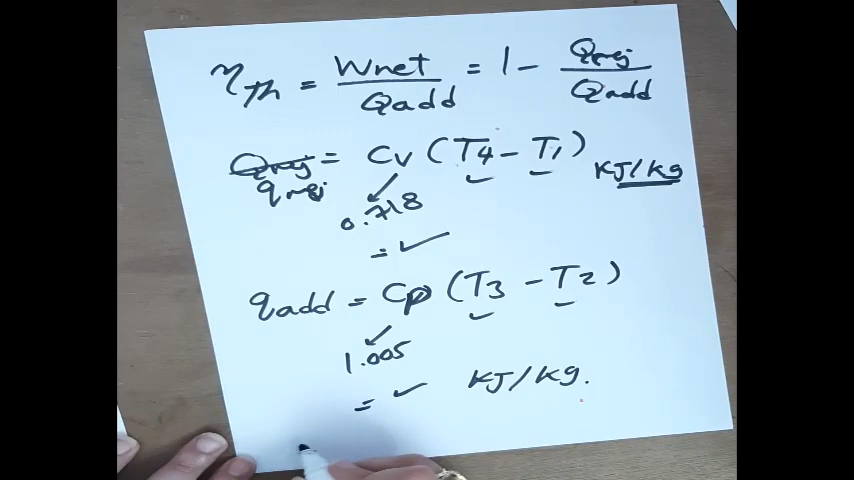 ηTh = Wnet/Qadd = 1 - Qrej/Qadd
Qrej = Cv (T4 - T1)
qrej KJ/Kg
0.718
= ✓
qadd = Cp (T3 - T2)
1.005
= ✓ KJ/Kg.